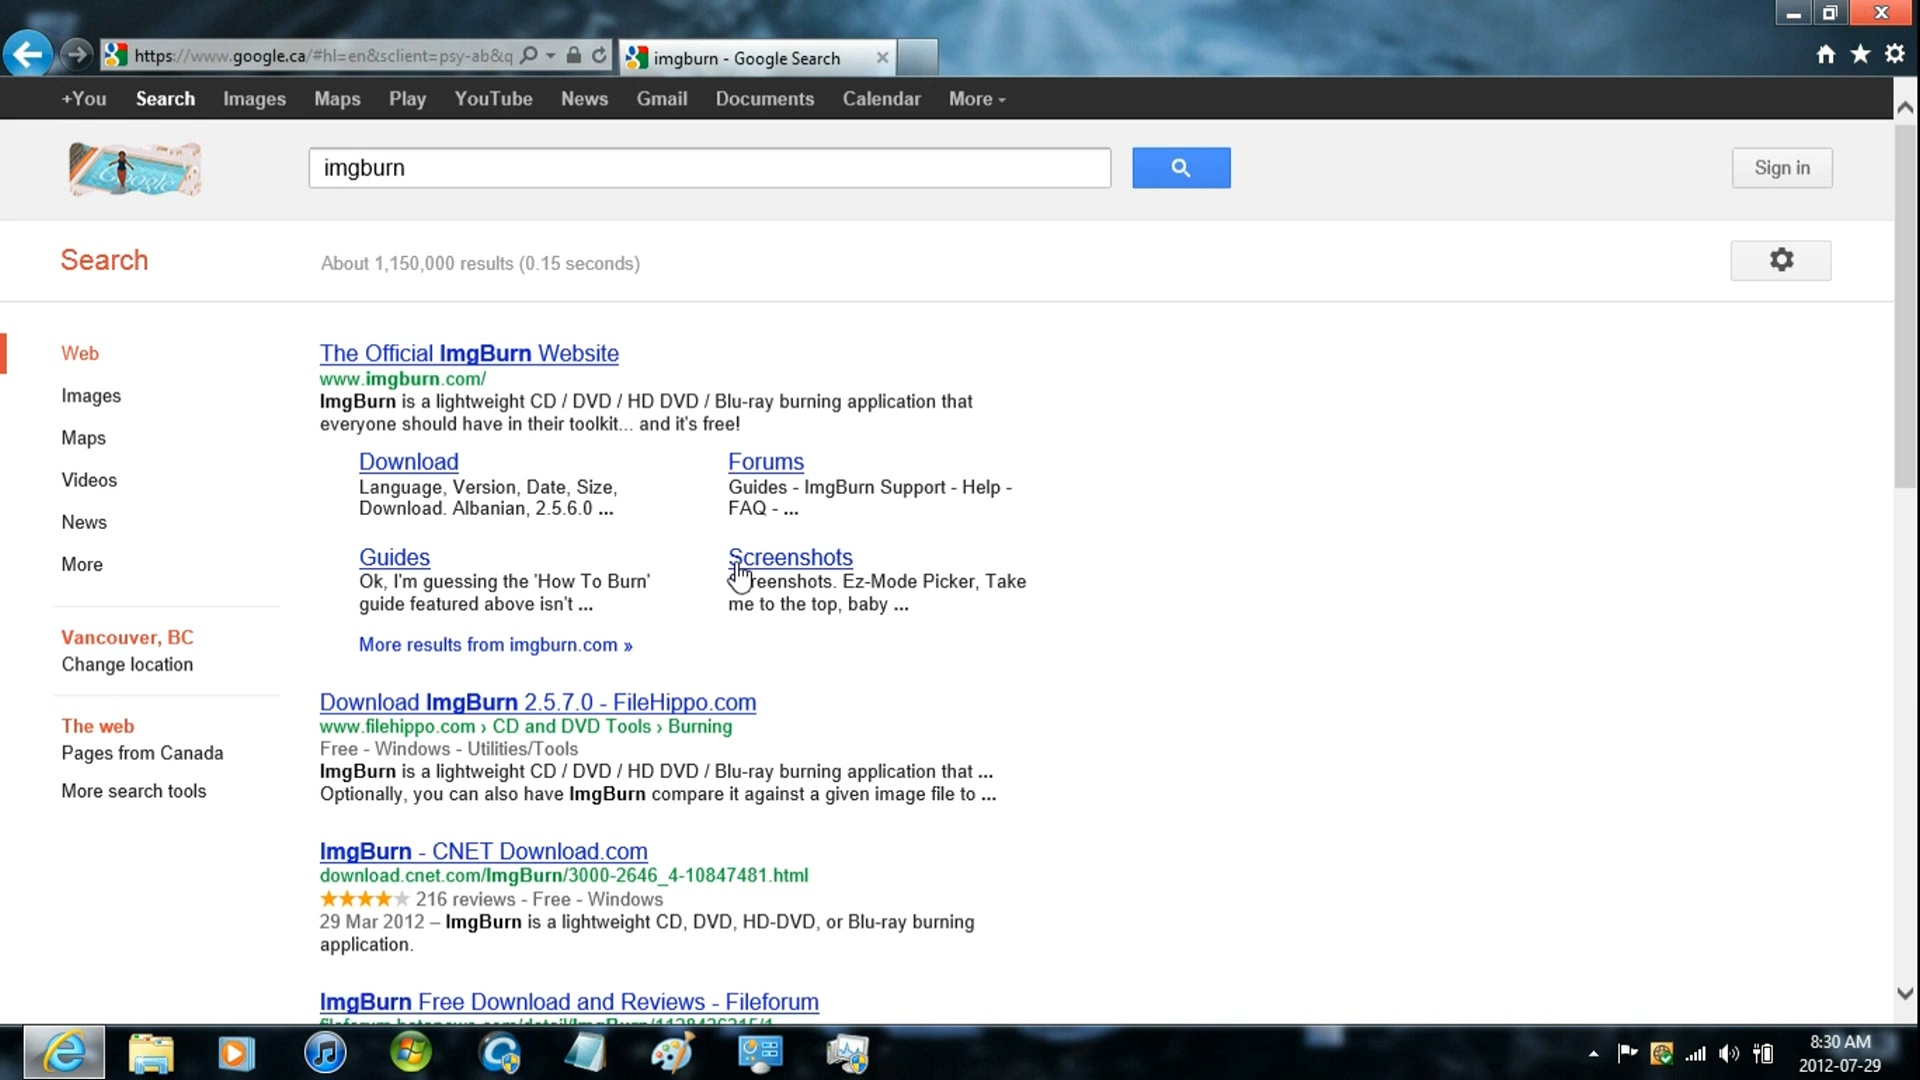 https://www.google.ca/#hl=en&sclient=psy-ab&q
imgburn - Google Search
+You Search Images Maps Play YouTube News Gmail Documents Calendar More
Google
imgburn
Sign in
Search
About 1,150,000 results (0.15 seconds)
Web
Images
Maps
Videos
News
More
Vancouver, BC
Change location
The web
Pages from Canada
More search tools
The Official ImgBurn Website
www.imgburn.com/
ImgBurn is a lightweight CD / DVD / HD DVD / Blu-ray burning application that
everyone should have in their toolkit... and it's free!
Download
Language, Version, Date, Size,
Download. Albanian, 2.5.6.0 ...
Forums
Guides - ImgBurn Support - Help -
FAQ - ...
Guides
Ok, I'm guessing the 'How To Burn'
guide featured above isn't ...
Screenshots
Screenshots. Ez-Mode Picker, Take
me to the top, baby ...
More results from imgburn.com »
Download ImgBurn 2.5.7.0 - FileHippo.com
www.filehippo.com › CD and DVD Tools › Burning
Free - Windows - Utilities/Tools
ImgBurn is a lightweight CD / DVD / HD DVD / Blu-ray burning application that ...
Optionally, you can also have ImgBurn compare it against a given image file to ...
ImgBurn - CNET Download.com
download.cnet.com/ImgBurn/3000-2646_4-10847481.html
216 reviews - Free - Windows
29 Mar 2012 – ImgBurn is a lightweight CD, DVD, HD-DVD, or Blu-ray burning
application.
ImgBurn Free Download and Reviews - Fileforum
8:30 AM
2012-07-29